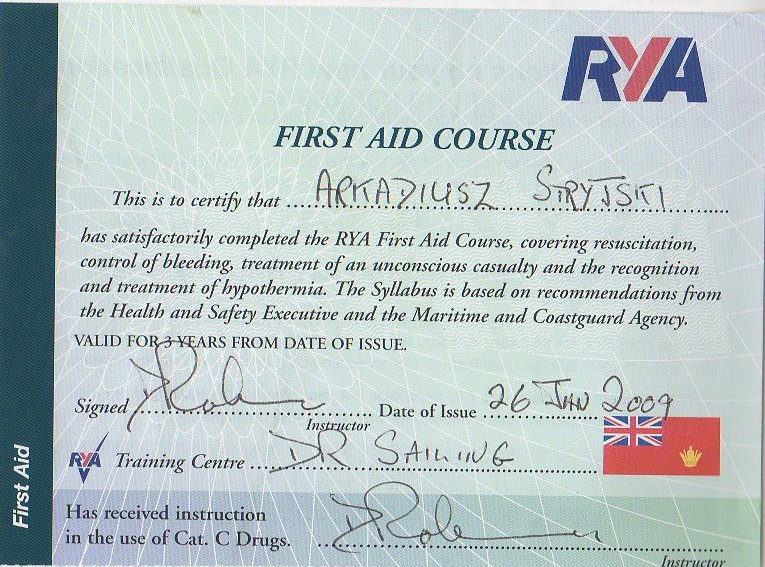 RYA
FIRST AID COURSE
This is to certify that ARKADIUSZ STRYJSKI
has satisfactorily completed the RYA First Aid Course, covering resuscitation,
control of bleeding, treatment of an unconscious casualty and the recognition
and treatment of hypothermia. The Syllabus is based on recommendations from
the Health and Safety Executive and the Maritime and Coastguard Agency.
VALID FOR 3 YEARS FROM DATE OF ISSUE.
Signed Date of Issue 26 JAN 2009
Instructor
RYA Training Centre DR SAILING
First Aid
Has received instruction
in the use of Cat. C Drugs.
Instructor